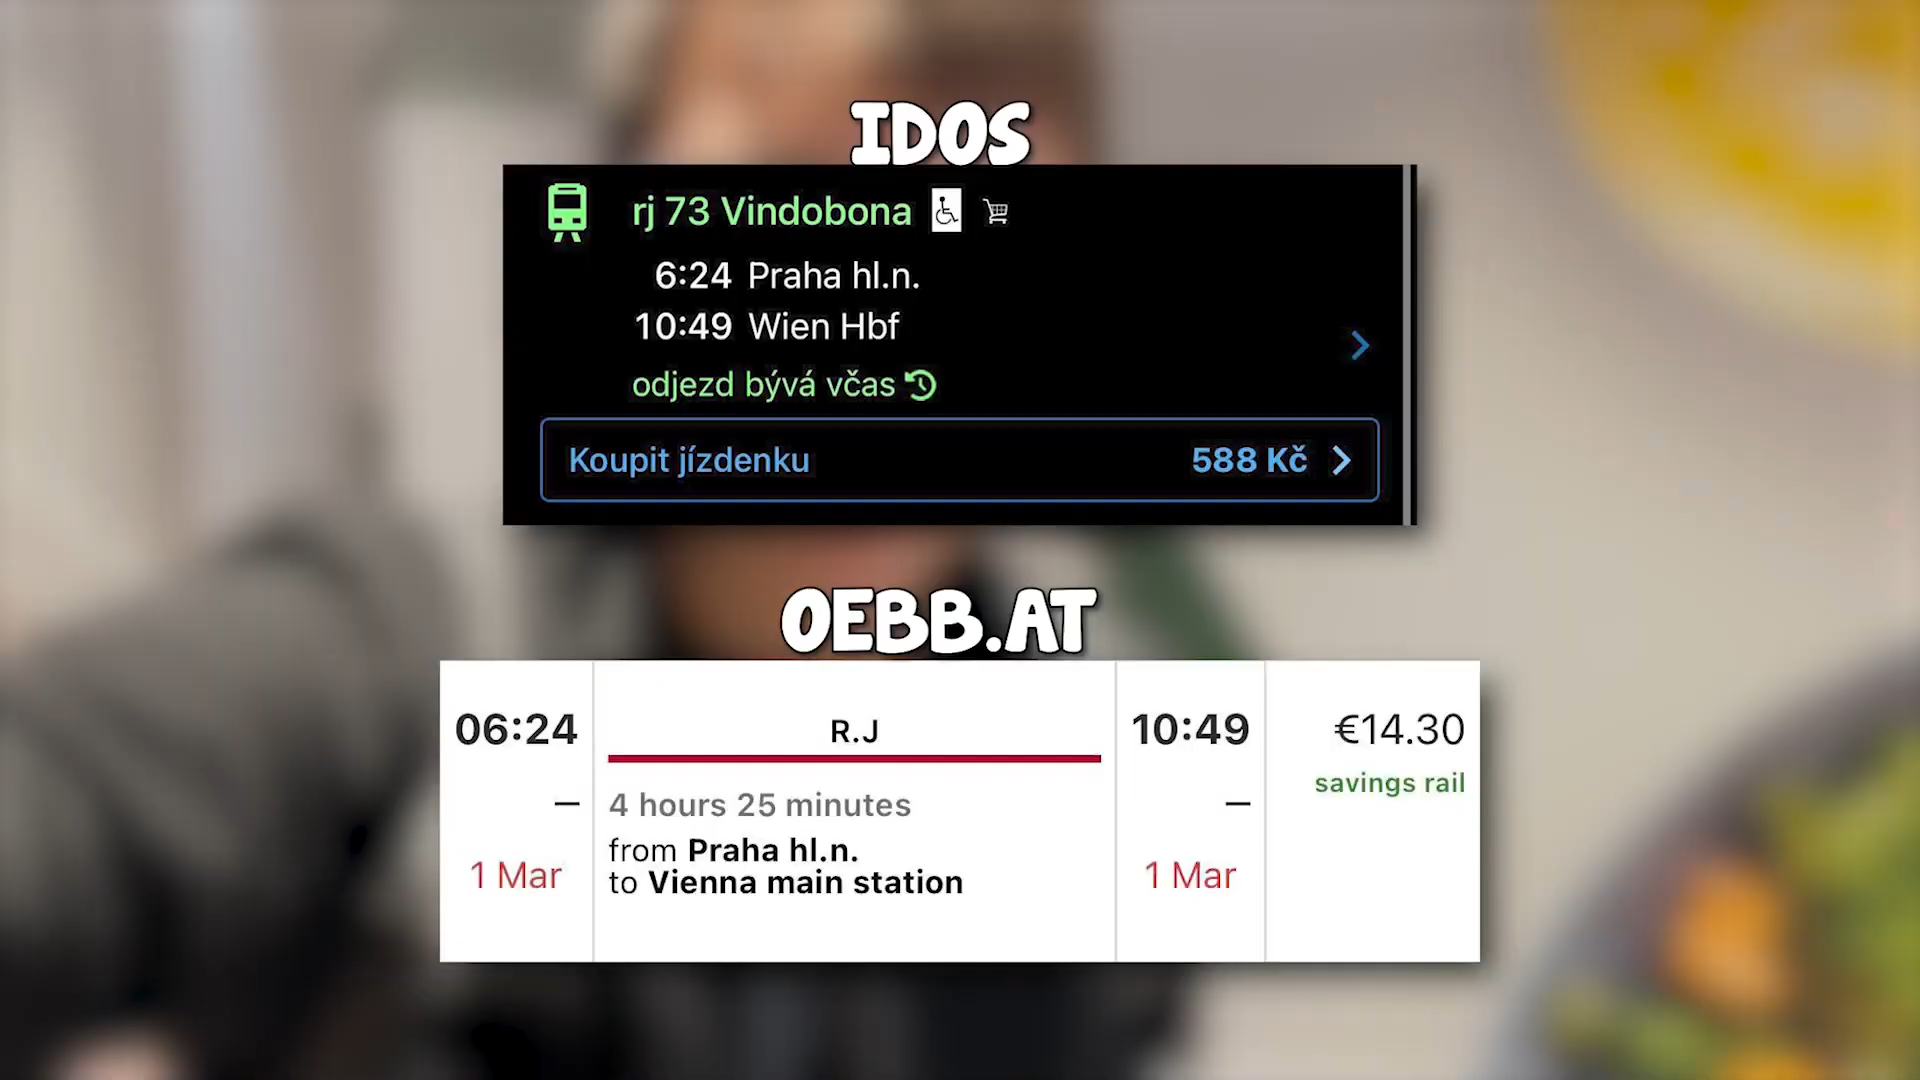 IDOS
rj 73 Vindobona
6:24 Praha hl.n.
10:49 Wien Hbf
odjezd bývá včas
Koupit jízdenku 588 Kč
OEBB.AT
06:24 R.J 10:49 €14.30
savings rail
– 4 hours 25 minutes –
from Praha hl.n.
1 Mar 1 Mar
to Vienna main station